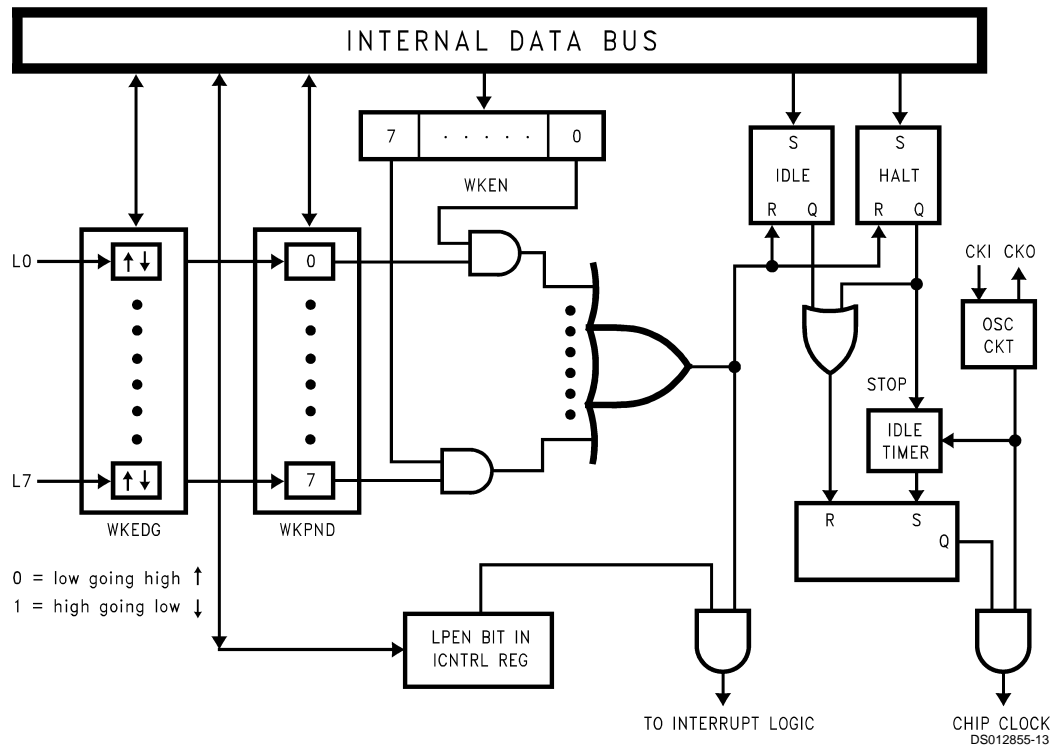 INTERNAL DATA BUS
7 . . . . . 0
WKEN
S
IDLE
R Q
S
HALT
R Q
CKI CKO
OSC
CKT
L0
↑↓
0
STOP
IDLE
TIMER
L7
↑↓
7
WKEDG
WKPND
R S
Q
0 = low going high ↑
1 = high going low ↓
LPEN BIT IN
ICNTRL REG
TO INTERRUPT LOGIC
CHIP CLOCK
DS012855-13